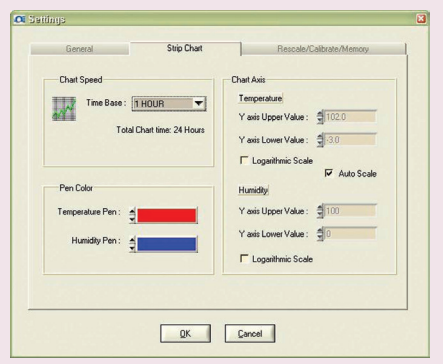 Settings
General
Strip Chart
Rescale/Calibrate/Memory
Chart Speed
Time Base :
1 HOUR
Total Chart time: 24 Hours
Pen Color
Temperature Pen :
Humidity Pen :
Chart Axis
Temperature
Y axis Upper Value :
102.0
Y axis Lower Value :
-3.0
Logarithmic Scale
Auto Scale
Humidity
Y axis Upper Value :
100
Y axis Lower Value :
0
Logarithmic Scale
OK
Cancel